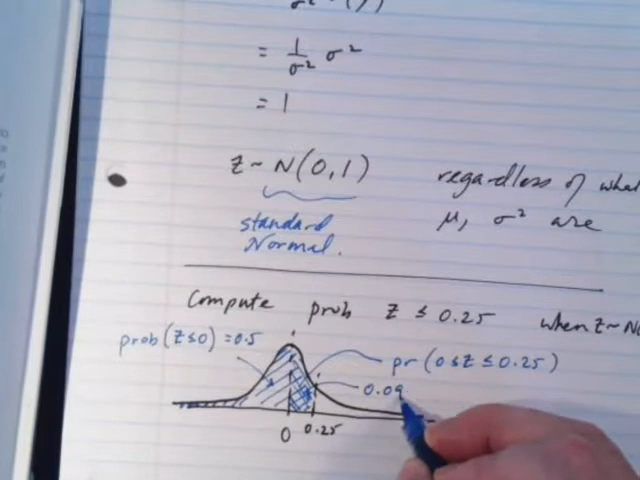 = 1/σ² σ²
= 1
z ~ N(0,1) regardless of what
standard μ, σ² are
Normal.
Compute prob z ≤ 0.25 when z~N
prob(z≤0) = 0.5
pr(0≤z≤0.25)
0.09
0 0.25